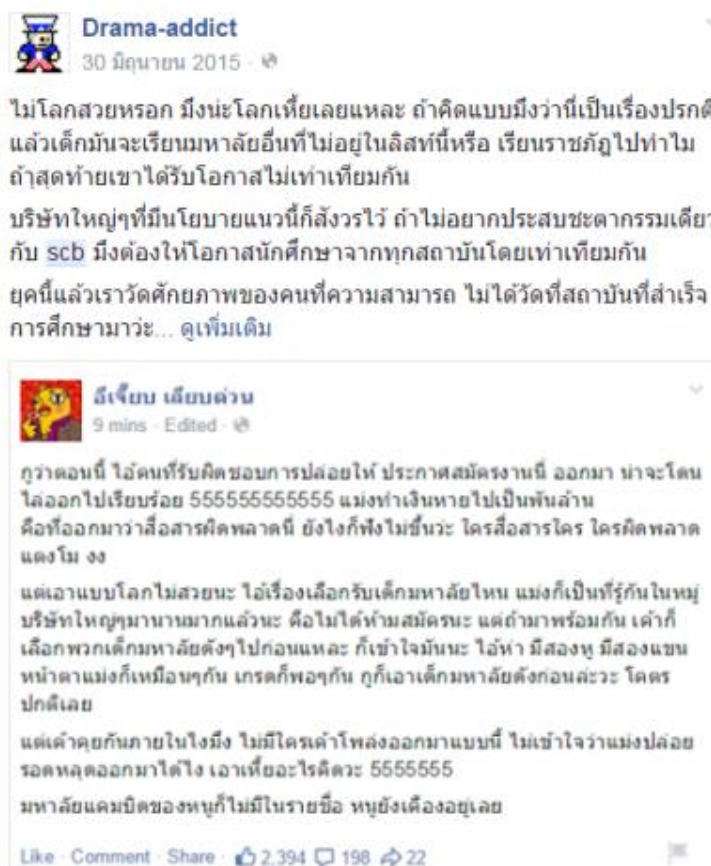 Drama-addict
30 มิถุนายน 2015
ไม่โลกสวยหรอก มึงน่ะโลกเหี้ยเลยแหละ ถ้าคิดแบบมึงว่านี่เป็นเรื่องปรกติ
แล้วเด็กมันจะเรียนมหาลัยอื่นที่ไม่อยู่ในลิสท์นี้หรือ เรียนราชภัฏไปทำไม
ถ้าสุดท้ายเขาได้รับโอกาสไม่เท่าเทียมกัน
บริษัทใหญ่ๆที่มีนโยบายแนวนี้ก็สังวรไว้ ถ้าไม่อยากประสบชะตากรรมเดียว
กับ scb มึงต้องให้โอกาสนักศึกษาจากทุกสถาบันโดยเท่าเทียมกัน
ยุคนี้แล้วเราวัดศักยภาพของคนที่ความสามารถ ไม่ได้วัดที่สถาบันที่สำเร็จ
การศึกษามาว่ะ... ดูเพิ่มเติม
อีเจี๊ยบ เลียบด่วน
9 mins · Edited
กูว่าตอนนี้ ไอ้คนที่รับผิดชอบการปล่อยให้ ประกาศสมัครงานนี่ ออกมา น่าจะโดน
ไล่ออกไปเรียบร้อย 555555555555 แม่งทำเงินหายไปเป็นพันล้าน
คือที่ออกมาว่าสื่อสารผิดพลาดนี่ ยังไงก็ฟังไม่ขึ้นว่ะ ใครสื่อสารใคร ใครผิดพลาด
แตงโม งง
แต่เอาแบบโลกไม่สวยนะ ไอ้เรื่องเลือกรับเด็กมหาลัยไหน แม่งก็เป็นที่รู้กันในหมู่
บริษัทใหญ่ๆมานานมากแล้วนะ คือไม่ได้ห้ามสมัครนะ แต่ถ้ามาพร้อมกัน เค้าก็
เลือกพวกเด็กมหาลัยดังๆไปก่อนแหละ ก็เข้าใจมันนะ ไอ้ห่า มีสองหู มีสองแขน
หน้าตาแม่งก็เหมือนๆกัน เกรดก็พอๆกัน กูก็เอาเด็กมหาลัยดังก่อนล่ะวะ โคตร
ปกติเลย
แต่เค้าคุยกันภายในไงมึง ไม่มีใครเค้าโพล่งออกมาแบบนี้ ไม่เข้าใจว่าแม่งปล่อย
รอดหลุดออกมาได้ไง เอาเหี้ยอะไรคิดวะ 5555555
มหาลัยแคมบิดของหนูก็ไม่มีในรายชื่อ หนูยังเคืองอยู่เลย
Like · Comment · Share · 2,394 198 22